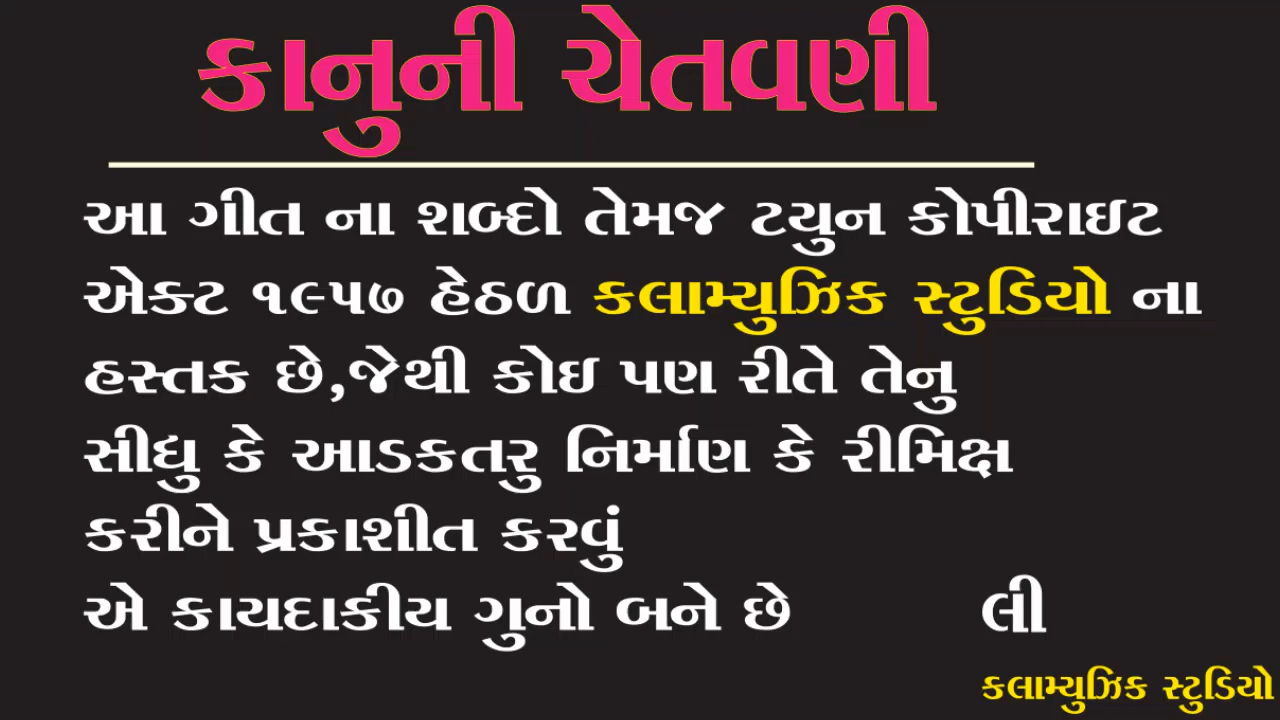 કાનુની ચેતવણી
આ ગીત ના શબ્દો તેમજ ટયુન કોપીરાઇટ
એક્ટ ૧૯૫૭ હેઠળ કલામ્યુઝિક સ્ટુડિયો ના
હસ્તક છે,જેથી કોઇ પણ રીતે તેનુ
સીધુ કે આડકતરુ નિર્માણ કે રીમિક્ષ
કરીને પ્રકાશીત કરવું
એ કાયદાકીય ગુનો બને છે લીં
કલામ્યુઝિક સ્ટુડિયો